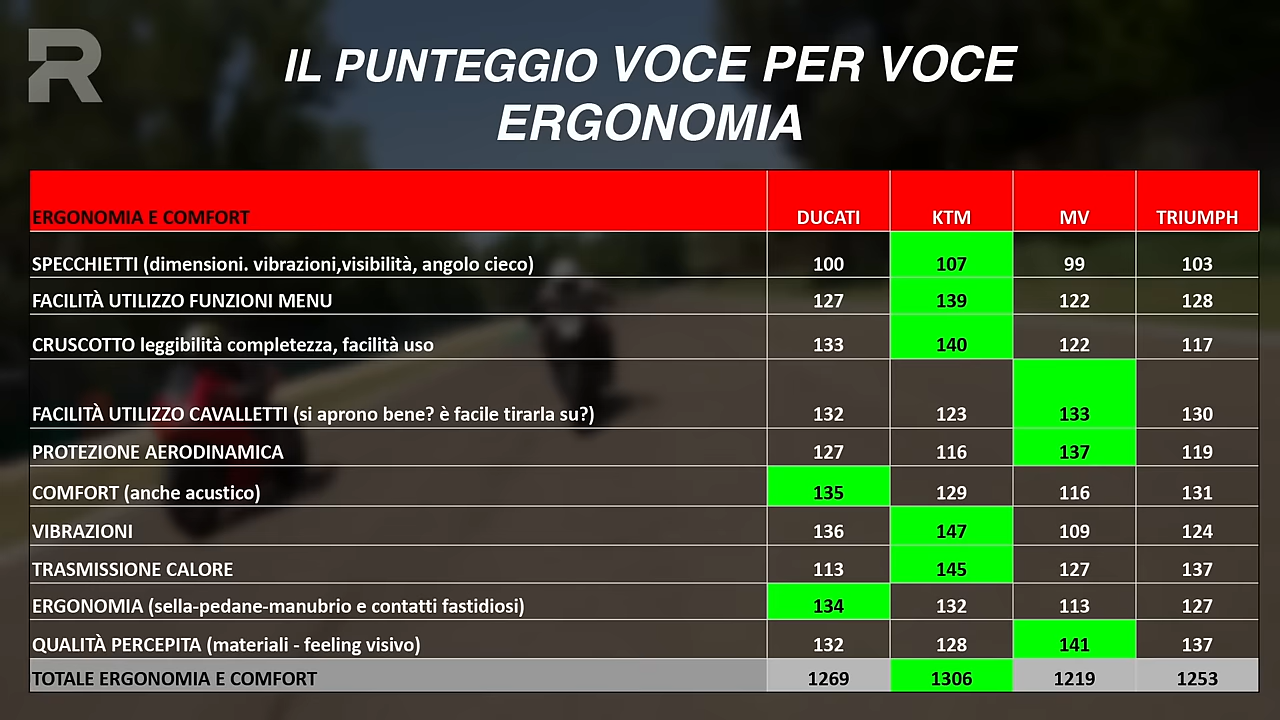 IL PUNTEGGIO VOCE PER VOCE
ERGONOMIA
ERGONOMIA E COMFORT DUCATI KTM MV TRIUMPH
SPECCHIETTI (dimensioni. vibrazioni,visibilità, angolo cieco) 100 107 99 103
FACILITÀ UTILIZZO FUNZIONI MENU 127 139 122 128
CRUSCOTTO leggibilità completezza, facilità uso 133 140 122 117
FACILITÀ UTILIZZO CAVALLETTI (si aprono bene? è facile tirarla su?) 132 123 133 130
PROTEZIONE AERODINAMICA 127 116 137 119
COMFORT (anche acustico) 135 129 116 131
VIBRAZIONI 136 147 109 124
TRASMISSIONE CALORE 113 145 127 137
ERGONOMIA (sella-pedane-manubrio e contatti fastidiosi) 134 132 113 127
QUALITÀ PERCEPITA (materiali - feeling visivo) 132 128 141 137
TOTALE ERGONOMIA E COMFORT 1269 1306 1219 1253